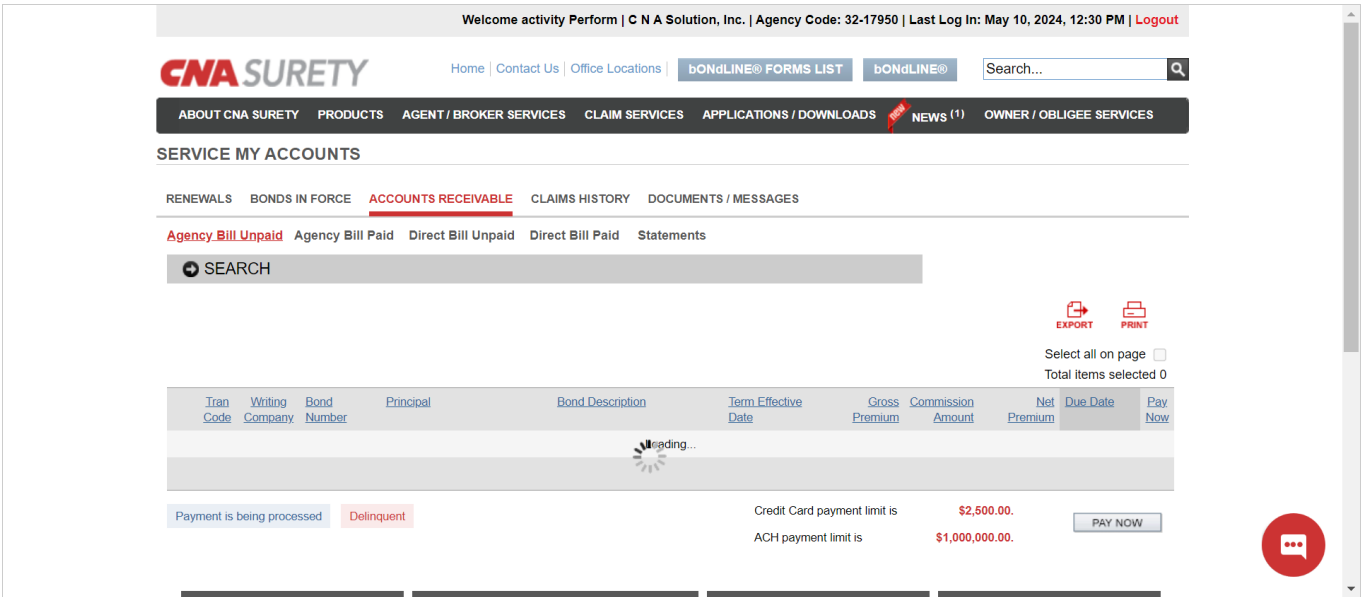 Welcome activity Perform | C N A Solution, Inc. | Agency Code: 32-17950 | Last Log In: May 10, 2024, 12:30 PM | Logout
CNA SURETY
Home | Contact Us | Office Locations |
bONdLINE® FORMS LIST
bONdLINE®
Search...
ABOUT CNA SURETY PRODUCTS AGENT / BROKER SERVICES CLAIM SERVICES APPLICATIONS / DOWNLOADS new NEWS (1) OWNER / OBLIGEE SERVICES
SERVICE MY ACCOUNTS
RENEWALS BONDS IN FORCE ACCOUNTS RECEIVABLE CLAIMS HISTORY DOCUMENTS / MESSAGES
Agency Bill Unpaid Agency Bill Paid Direct Bill Unpaid Direct Bill Paid Statements
SEARCH
EXPORT PRINT
Select all on page
Total items selected 0
Tran Writing Bond Principal Bond Description Term Effective Gross Commission Net Due Date Pay
Code Company Number Date Premium Amount Premium Now
Loading...
Payment is being processed Delinquent
Credit Card payment limit is $2,500.00.
PAY NOW
ACH payment limit is $1,000,000.00.